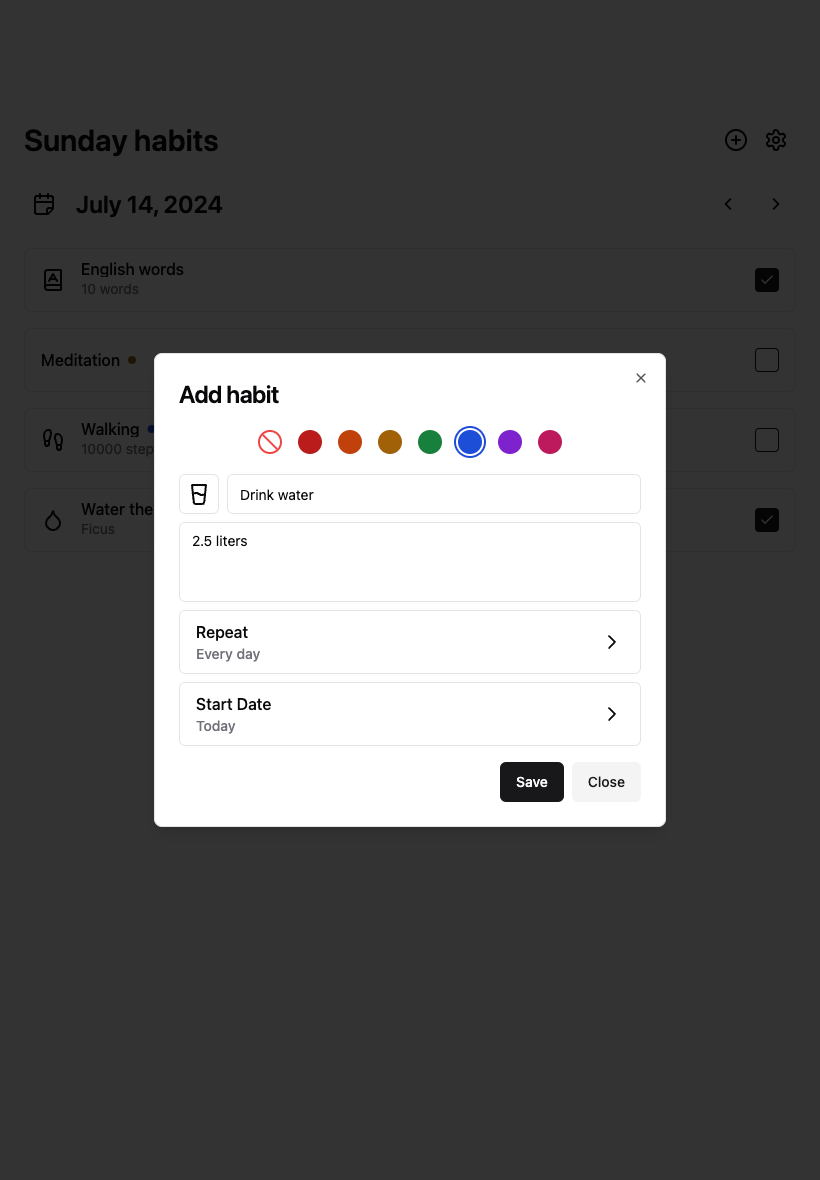 Sunday habits
July 14, 2024
English words
10 words
Meditation
Walking
10000 step
Water the
Ficus
Add habit
Drink water
2.5 liters
Repeat
Every day
Start Date
Today
Save Close